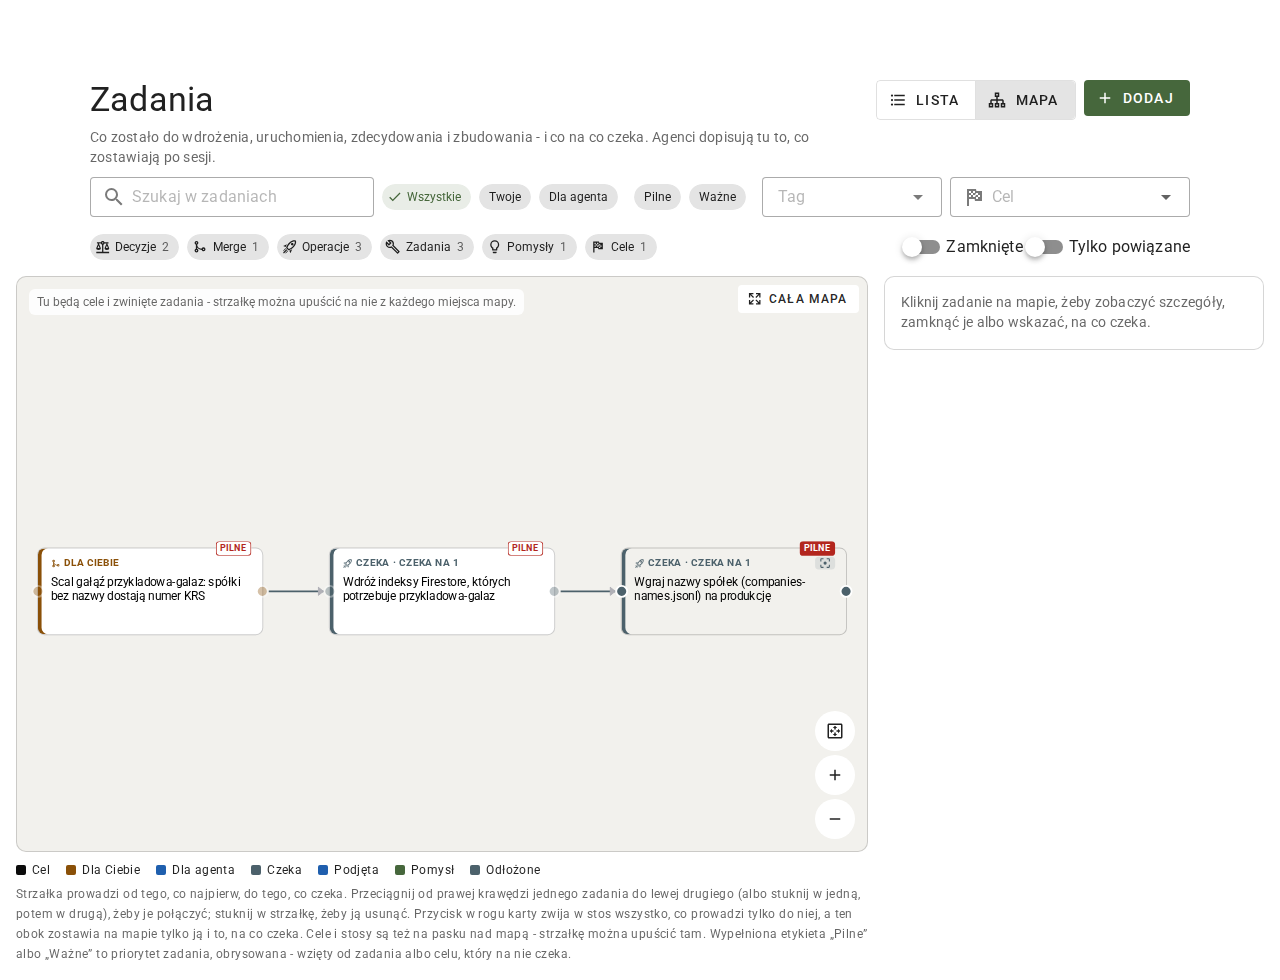 Zadania
LISTA
MAPA
DODAJ
Co zostało do wdrożenia, uruchomienia, zdecydowania i zbudowania - i co na co czeka. Agenci dopisują tu to, co
zostawiają po sesji.
Szukaj w zadaniach
Wszystkie
Twoje
Dla agenta
Pilne
Ważne
Tag
Cel
Decyzje 2
Merge 1
Operacje 3
Zadania 3
Pomysły 1
Cele 1
Zamknięte
Tylko powiązane
Tu będą cele i zwinięte zadania - strzałkę można upuścić na nie z każdego miejsca mapy.
CAŁA MAPA
Kliknij zadanie na mapie, żeby zobaczyć szczegóły,
zamknąć je albo wskazać, na co czeka.
PILNE
DLA CIEBIE
Scal gałąź przykladowa-galaz: spółki
bez nazwy dostają numer KRS
PILNE
CZEKA · CZEKA NA 1
Wdróż indeksy Firestore, których
potrzebuje przykladowa-galaz
PILNE
CZEKA · CZEKA NA 1
Wgraj nazwy spółek (companies-
names.jsonl) na produkcję
Cel
Dla Ciebie
Dla agenta
Czeka
Podjęta
Pomysł
Odłożone
Strzałka prowadzi od tego, co najpierw, do tego, co czeka. Przeciągnij od prawej krawędzi jednego zadania do lewej drugiego (albo stuknij w jedną,
potem w drugą), żeby je połączyć; stuknij w strzałkę, żeby ją usunąć. Przycisk w rogu karty zwija w stos wszystko, co prowadzi tylko do niej, a ten
obok zostawia na mapie tylko ją i to, na co czeka. Cele i stosy są też na pasku nad mapą - strzałkę można upuścić tam. Wypełniona etykieta „Pilne”
albo „Ważne” to priorytet zadania, obrysowana - wzięty od zadania albo celu, który na nie czeka.